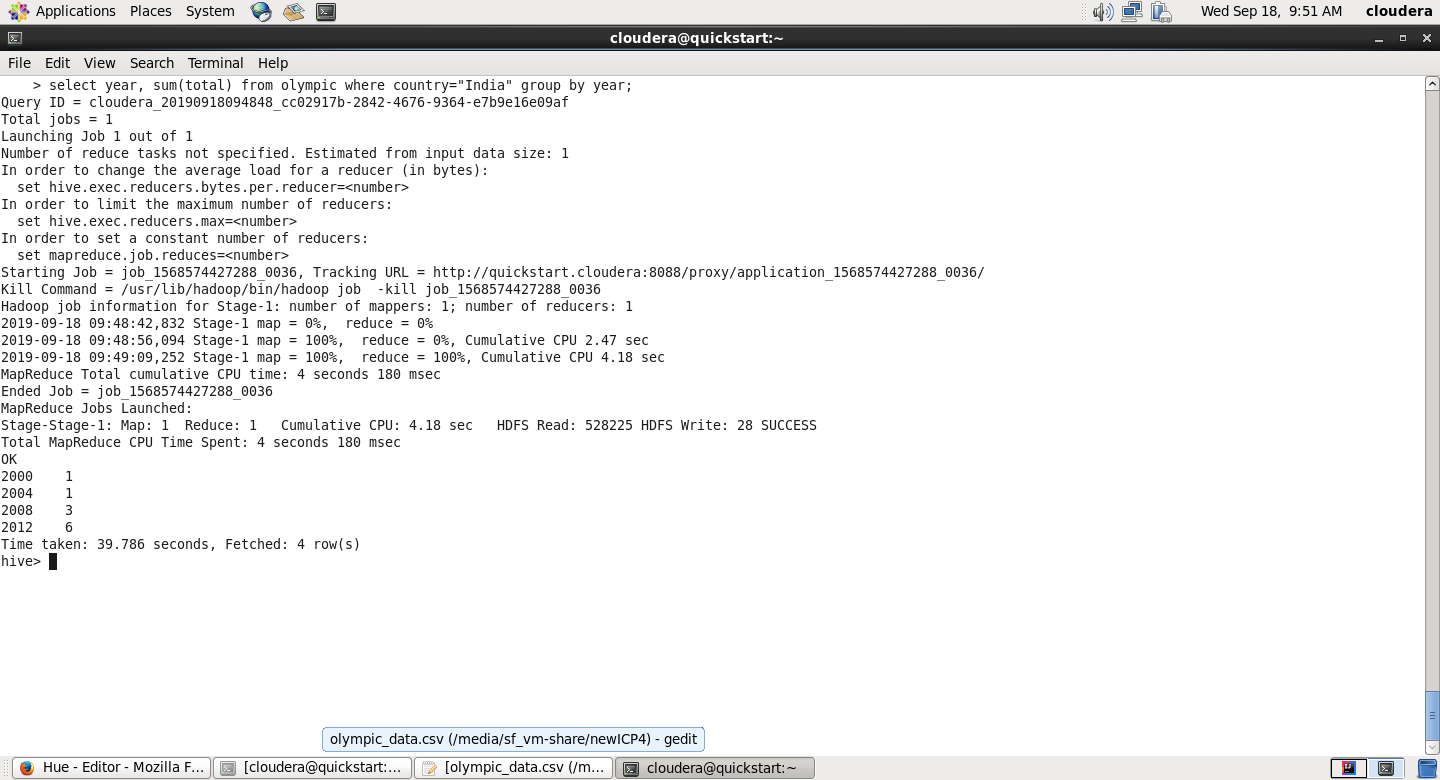 Applications Places System Wed Sep 18, 9:51 AM cloudera
cloudera@quickstart:~
File Edit View Search Terminal Help
    > select year, sum(total) from olympic where country="India" group by year;
Query ID = cloudera_20190918094848_cc02917b-2842-4676-9364-e7b9e16e09af
Total jobs = 1
Launching Job 1 out of 1
Number of reduce tasks not specified. Estimated from input data size: 1
In order to change the average load for a reducer (in bytes):
  set hive.exec.reducers.bytes.per.reducer=<number>
In order to limit the maximum number of reducers:
  set hive.exec.reducers.max=<number>
In order to set a constant number of reducers:
  set mapreduce.job.reduces=<number>
Starting Job = job_1568574427288_0036, Tracking URL = http://quickstart.cloudera:8088/proxy/application_1568574427288_0036/
Kill Command = /usr/lib/hadoop/bin/hadoop job  -kill job_1568574427288_0036
Hadoop job information for Stage-1: number of mappers: 1; number of reducers: 1
2019-09-18 09:48:42,832 Stage-1 map = 0%,  reduce = 0%
2019-09-18 09:48:56,094 Stage-1 map = 100%,  reduce = 0%, Cumulative CPU 2.47 sec
2019-09-18 09:49:09,252 Stage-1 map = 100%,  reduce = 100%, Cumulative CPU 4.18 sec
MapReduce Total cumulative CPU time: 4 seconds 180 msec
Ended Job = job_1568574427288_0036
MapReduce Jobs Launched:
Stage-Stage-1: Map: 1  Reduce: 1   Cumulative CPU: 4.18 sec   HDFS Read: 528225 HDFS Write: 28 SUCCESS
Total MapReduce CPU Time Spent: 4 seconds 180 msec
OK
2000    1
2004    1
2008    3
2012    6
Time taken: 39.786 seconds, Fetched: 4 row(s)
hive>
olympic_data.csv (/media/sf_vm-share/newICP4) - gedit
Hue - Editor - Mozilla F... [cloudera@quickstart:... [olympic_data.csv (/m... cloudera@quickstart:~